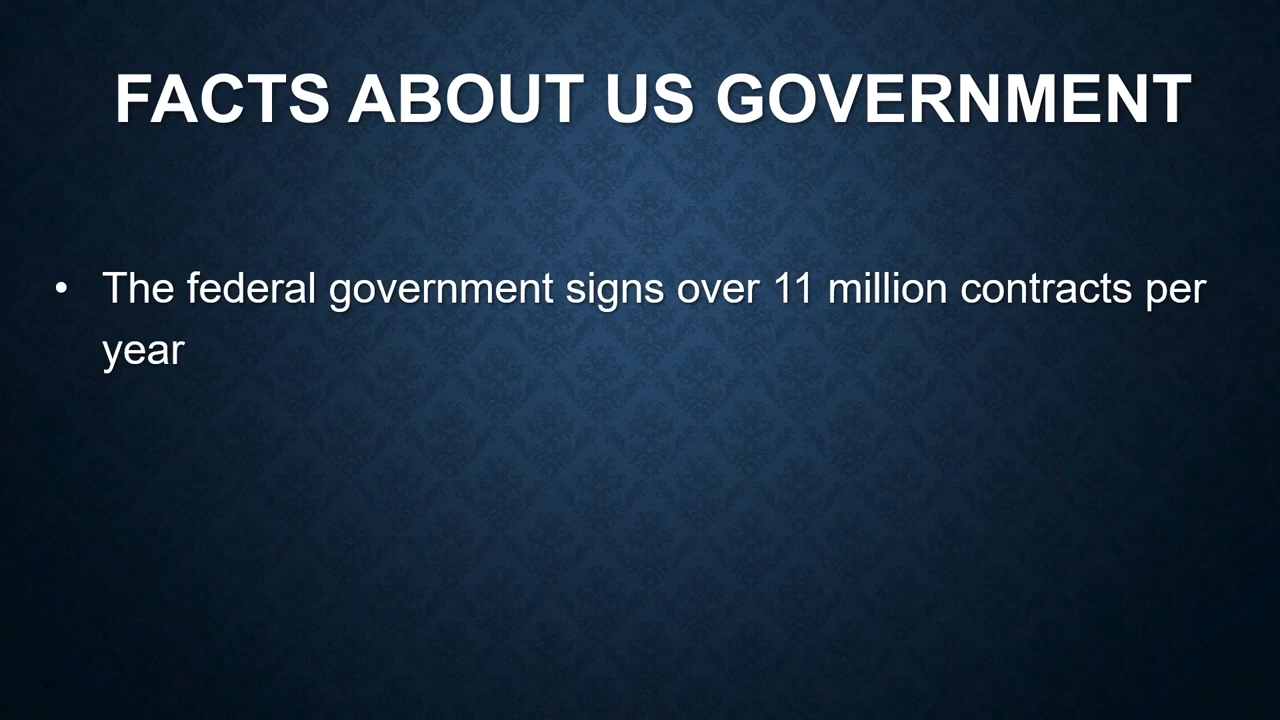 FACTS ABOUT US GOVERNMENT
• The federal government signs over 11 million contracts per
year